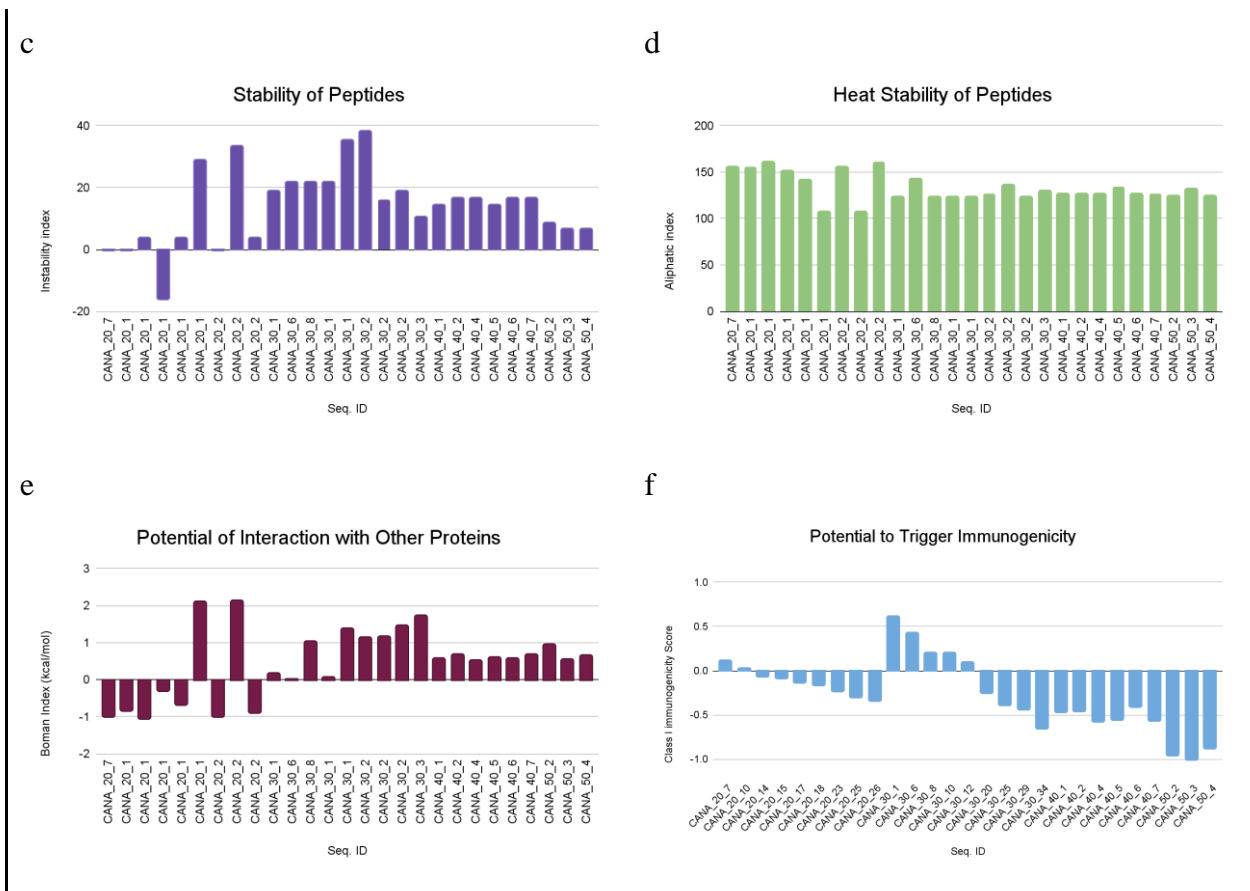 c
d
Stability of Peptides
Instability index
40
20
0
-20
CANA_20_7
CANA_20_1
CANA_20_1
CANA_20_1
CANA_20_1
CANA_20_1
CANA_20_2
CANA_20_2
CANA_20_2
CANA_30_1
CANA_30_6
CANA_30_8
CANA_30_1
CANA_30_1
CANA_30_2
CANA_30_2
CANA_30_2
CANA_30_3
CANA_40_1
CANA_40_2
CANA_40_4
CANA_40_5
CANA_40_6
CANA_40_7
CANA_50_2
CANA_50_3
CANA_50_4
Seq. ID
Heat Stability of Peptides
Aliphatic index
200
150
100
50
0
CANA_20_7
CANA_20_1
CANA_20_1
CANA_20_1
CANA_20_1
CANA_20_1
CANA_20_2
CANA_20_2
CANA_20_2
CANA_30_1
CANA_30_6
CANA_30_8
CANA_30_1
CANA_30_1
CANA_30_2
CANA_30_2
CANA_30_2
CANA_30_3
CANA_40_1
CANA_40_2
CANA_40_4
CANA_40_5
CANA_40_6
CANA_40_7
CANA_50_2
CANA_50_3
CANA_50_4
Seq. ID
e
f
Potential of Interaction with Other Proteins
Boman Index (kcal/mol)
3
2
1
0
-1
-2
CANA_20_7
CANA_20_1
CANA_20_1
CANA_20_1
CANA_20_1
CANA_20_1
CANA_20_2
CANA_20_2
CANA_20_2
CANA_30_1
CANA_30_6
CANA_30_8
CANA_30_1
CANA_30_1
CANA_30_2
CANA_30_2
CANA_30_2
CANA_30_3
CANA_40_1
CANA_40_2
CANA_40_4
CANA_40_5
CANA_40_6
CANA_40_7
CANA_50_2
CANA_50_3
CANA_50_4
Seq. ID
Potential to Trigger Immunogenicity
Class I immunogenicity Score
1.0
0.5
0.0
-0.5
-1.0
CANA_20_7
CANA_20_10
CANA_20_14
CANA_20_15
CANA_20_17
CANA_20_18
CANA_20_23
CANA_20_25
CANA_20_26
CANA_30_1
CANA_30_6
CANA_30_8
CANA_30_10
CANA_30_12
CANA_30_20
CANA_30_25
CANA_30_29
CANA_30_34
CANA_40_1
CANA_40_2
CANA_40_4
CANA_40_5
CANA_40_6
CANA_40_7
CANA_50_2
CANA_50_3
CANA_50_4
Seq. ID